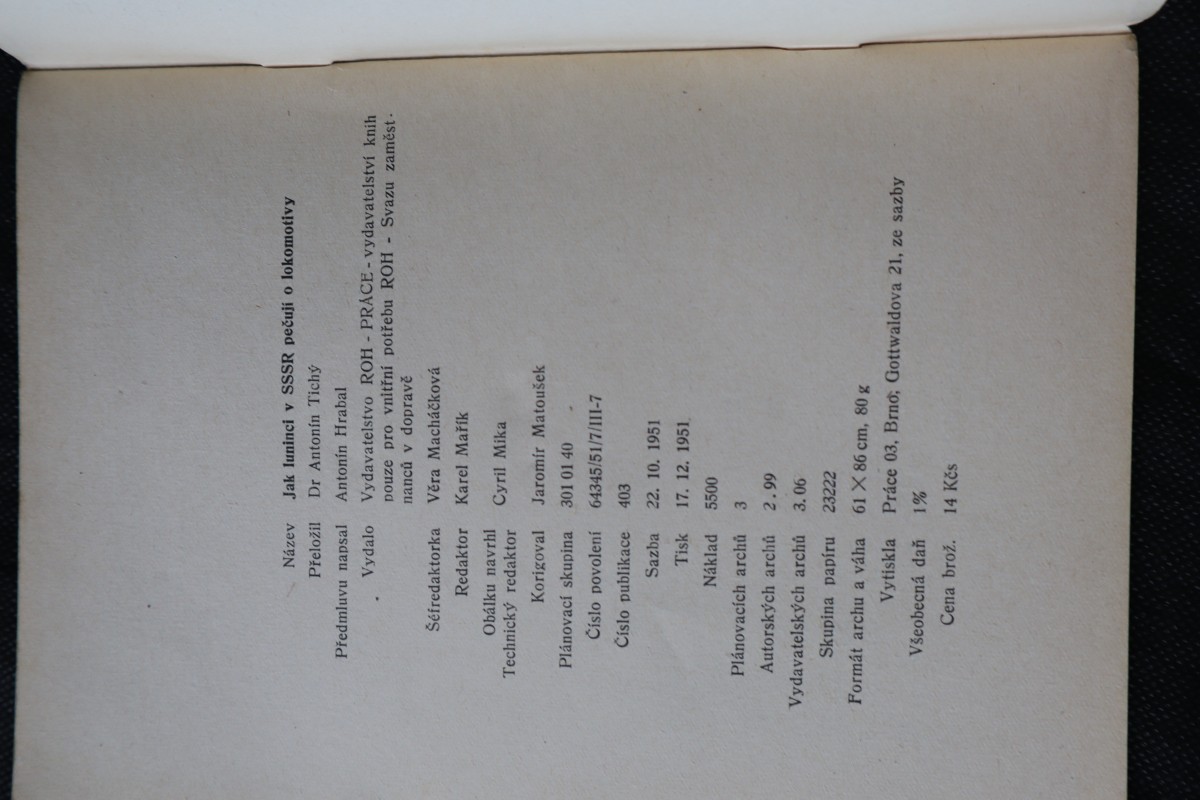 Název Jak luninci v SSSR pečují o lokomotivy
Přeložil Dr Antonín Tichý
Předmluvu napsal Antonín Hrabal
Vydalo Vydavatelstvo ROH - PRÁCE - vydavatelství knih
pouze pro vnitřní potřebu ROH - Svazu zaměst-
nanců v dopravě
Šéfredaktorka Věra Macháčková
Redaktor Karel Mařík
Obálku navrhl
Technický redaktor Cyril Mika
Korigoval Jaromír Matoušek
Plánovací skupina 301 01 40
Číslo povolení 64345/51/7/III-7
Číslo publikace 403
Sazba 22. 10. 1951
Tisk 17. 12. 1951
Náklad 5500
Plánovacích archů 3
Autorských archů 2.99
Vydavatelských archů 3.06
Skupina papíru 23222
Formát archu a váha 61 × 86 cm, 80 g
Vytiskla Práce 03, Brno, Gottwaldova 21, ze sazby
Všeobecná daň 1%
Cena brož. 14 Kčs